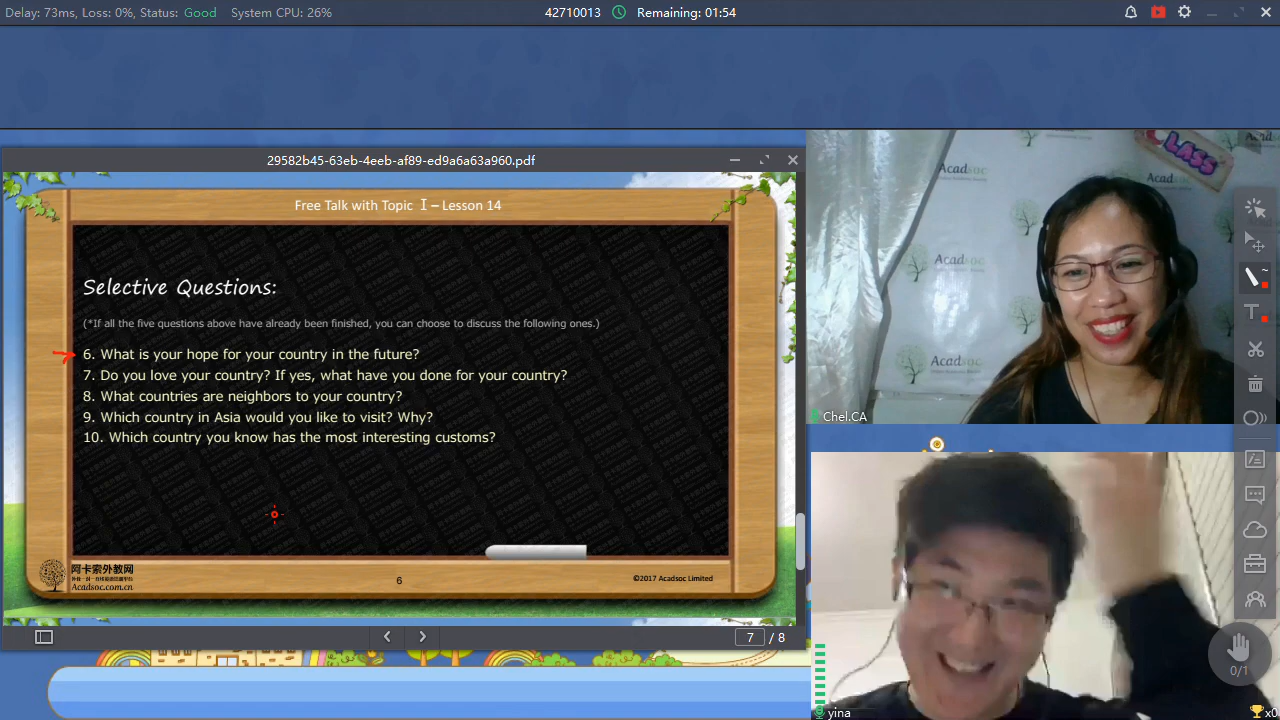 Delay: 73ms, Loss: 0%, Status: Good System CPU: 26%
42710013 Remaining: 01:54
29582b45-63eb-4eeb-af89-ed9a6a63a960.pdf
Free Talk with Topic Ⅰ– Lesson 14
Selective Questions:
(*If all the five questions above have already been finished, you can choose to discuss the following ones.)
6. What is your hope for your country in the future?
7. Do you love your country? If yes, what have you done for your country?
8. What countries are neighbors to your country?
9. Which country in Asia would you like to visit? Why?
10. Which country you know has the most interesting customs?
阿卡索外教网
Acadsoc.com.cn
6
©2017 Acadsoc Limited
7 / 8
CLASS
Acadsoc
Acadsoc
Acadsoc
Acadsoc
Chel.CA
0/1
yina
x0